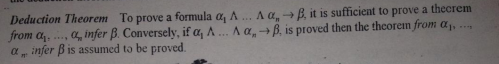 Deduction Theorem To prove a formula α₁ Λ ... Λ αₙ → β, it is sufficient to prove a theorem
from α₁, ..., αₙ infer β. Conversely, if α₁ Λ ... Λ αₙ → β, is proved then the theorem from α₁, ...,
αₙ, infer β is assumed to be proved.